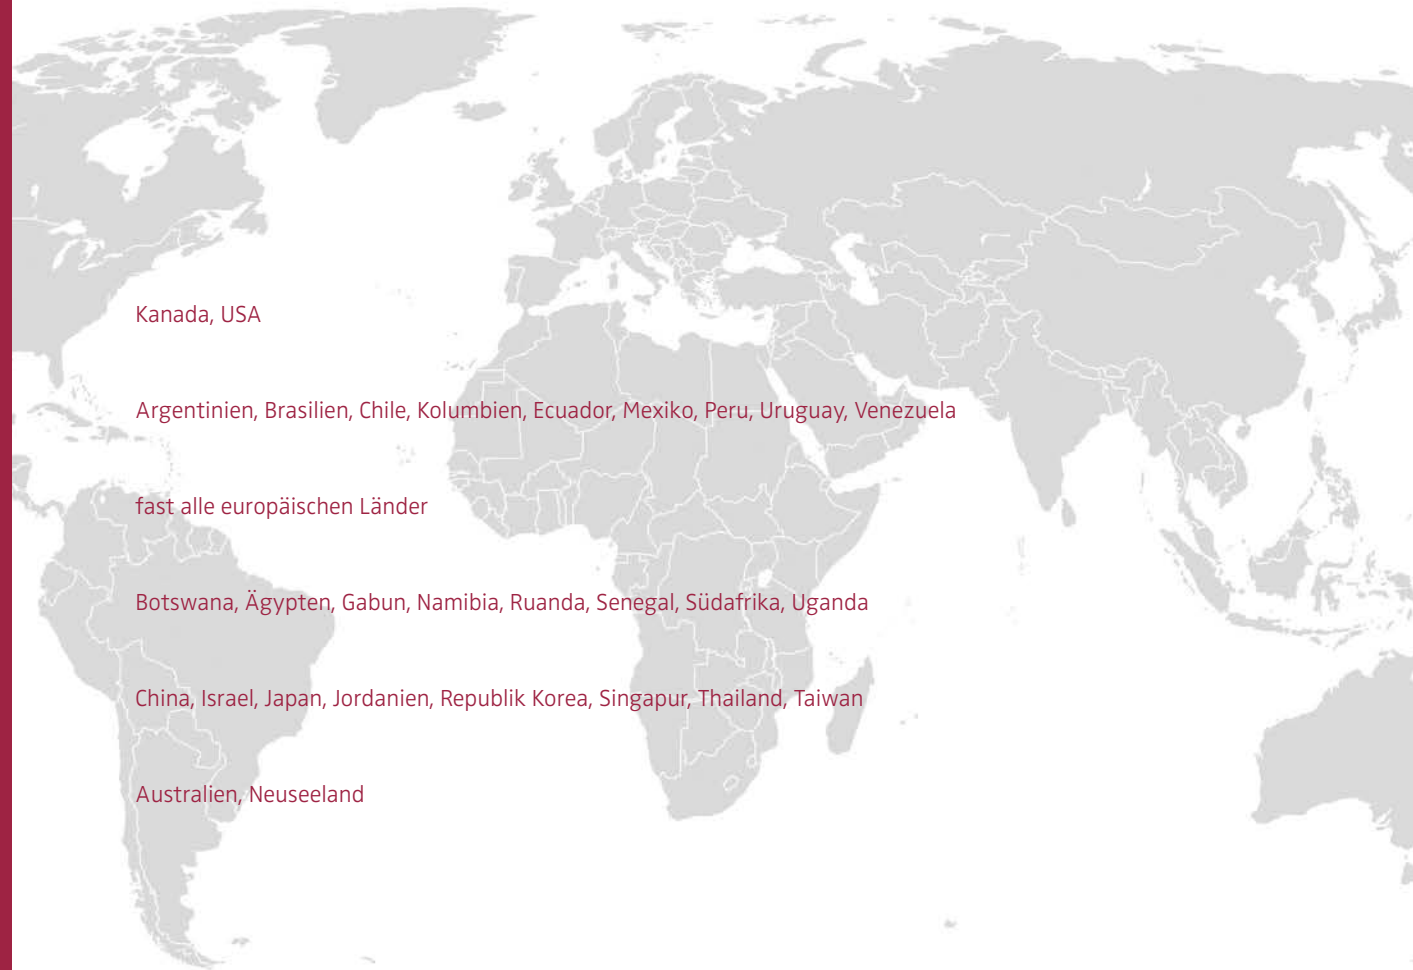 Kanada, USA
Argentinien, Brasilien, Chile, Kolumbien, Ecuador, Mexiko, Peru, Uruguay, Venezuela
fast alle europäischen Länder
Botswana, Ägypten, Gabun, Namibia, Ruanda, Senegal, Südafrika, Uganda
China, Israel, Japan, Jordanien, Republik Korea, Singapur, Thailand, Taiwan
Australien, Neuseeland